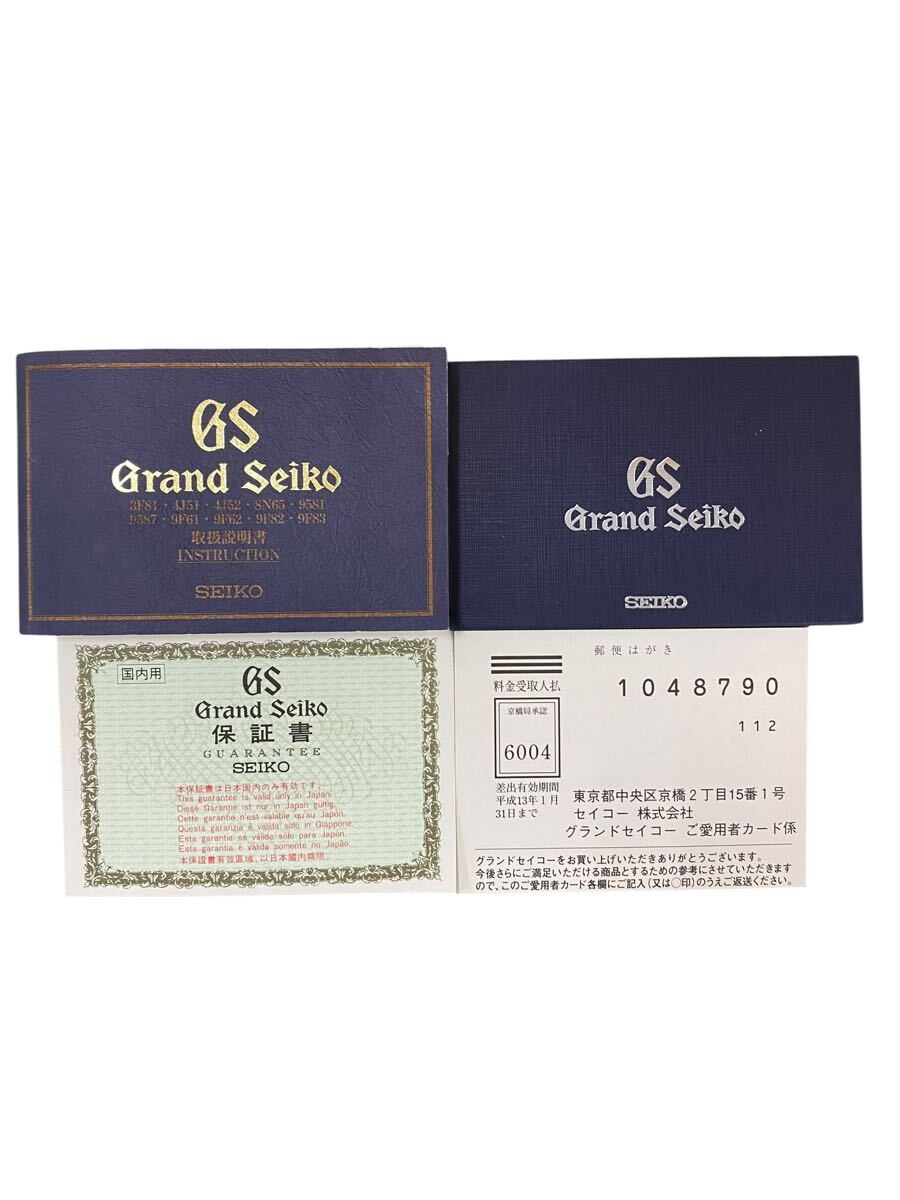 GS
Grand Seiko
3F81・4J51・4J52・8N65・9581
9587・9F61・9F62・9F82・9F83
取扱説明書
INSTRUCTION
SEIKO
GS
Grand Seiko
SEIKO
国内用
GS
Grand Seiko
保証書
GUARANTEE
SEIKO
本保証書は日本国内のみ有効です。
This guarantee is valid only in Japan.
Diese Garantie ist nur in Japan gültig.
Cette garantie n'est valable qu'au Japon.
Questa garanzia è valida solo in Giappone.
Esta garantia es válida sólo para Japón.
Esta garantia é válida somente no Japão.
本保證書有效區域、以日本國內爲限。
郵便はがき
料金受取人払
京橋局承認
6004
差出有効期間
平成13年1月
31日まで
1048790
112
東京都中央区京橋2丁目15番1号
セイコー 株式会社
グランドセイコー ご愛用者カード係
グランドセイコーをお買い上げいただきありがとうございます。
今後さらにご満足いただける商品とするための参考にさせていただきます
ので、このご愛用者カード各欄にご記入(又は○印)のうえご返送ください。